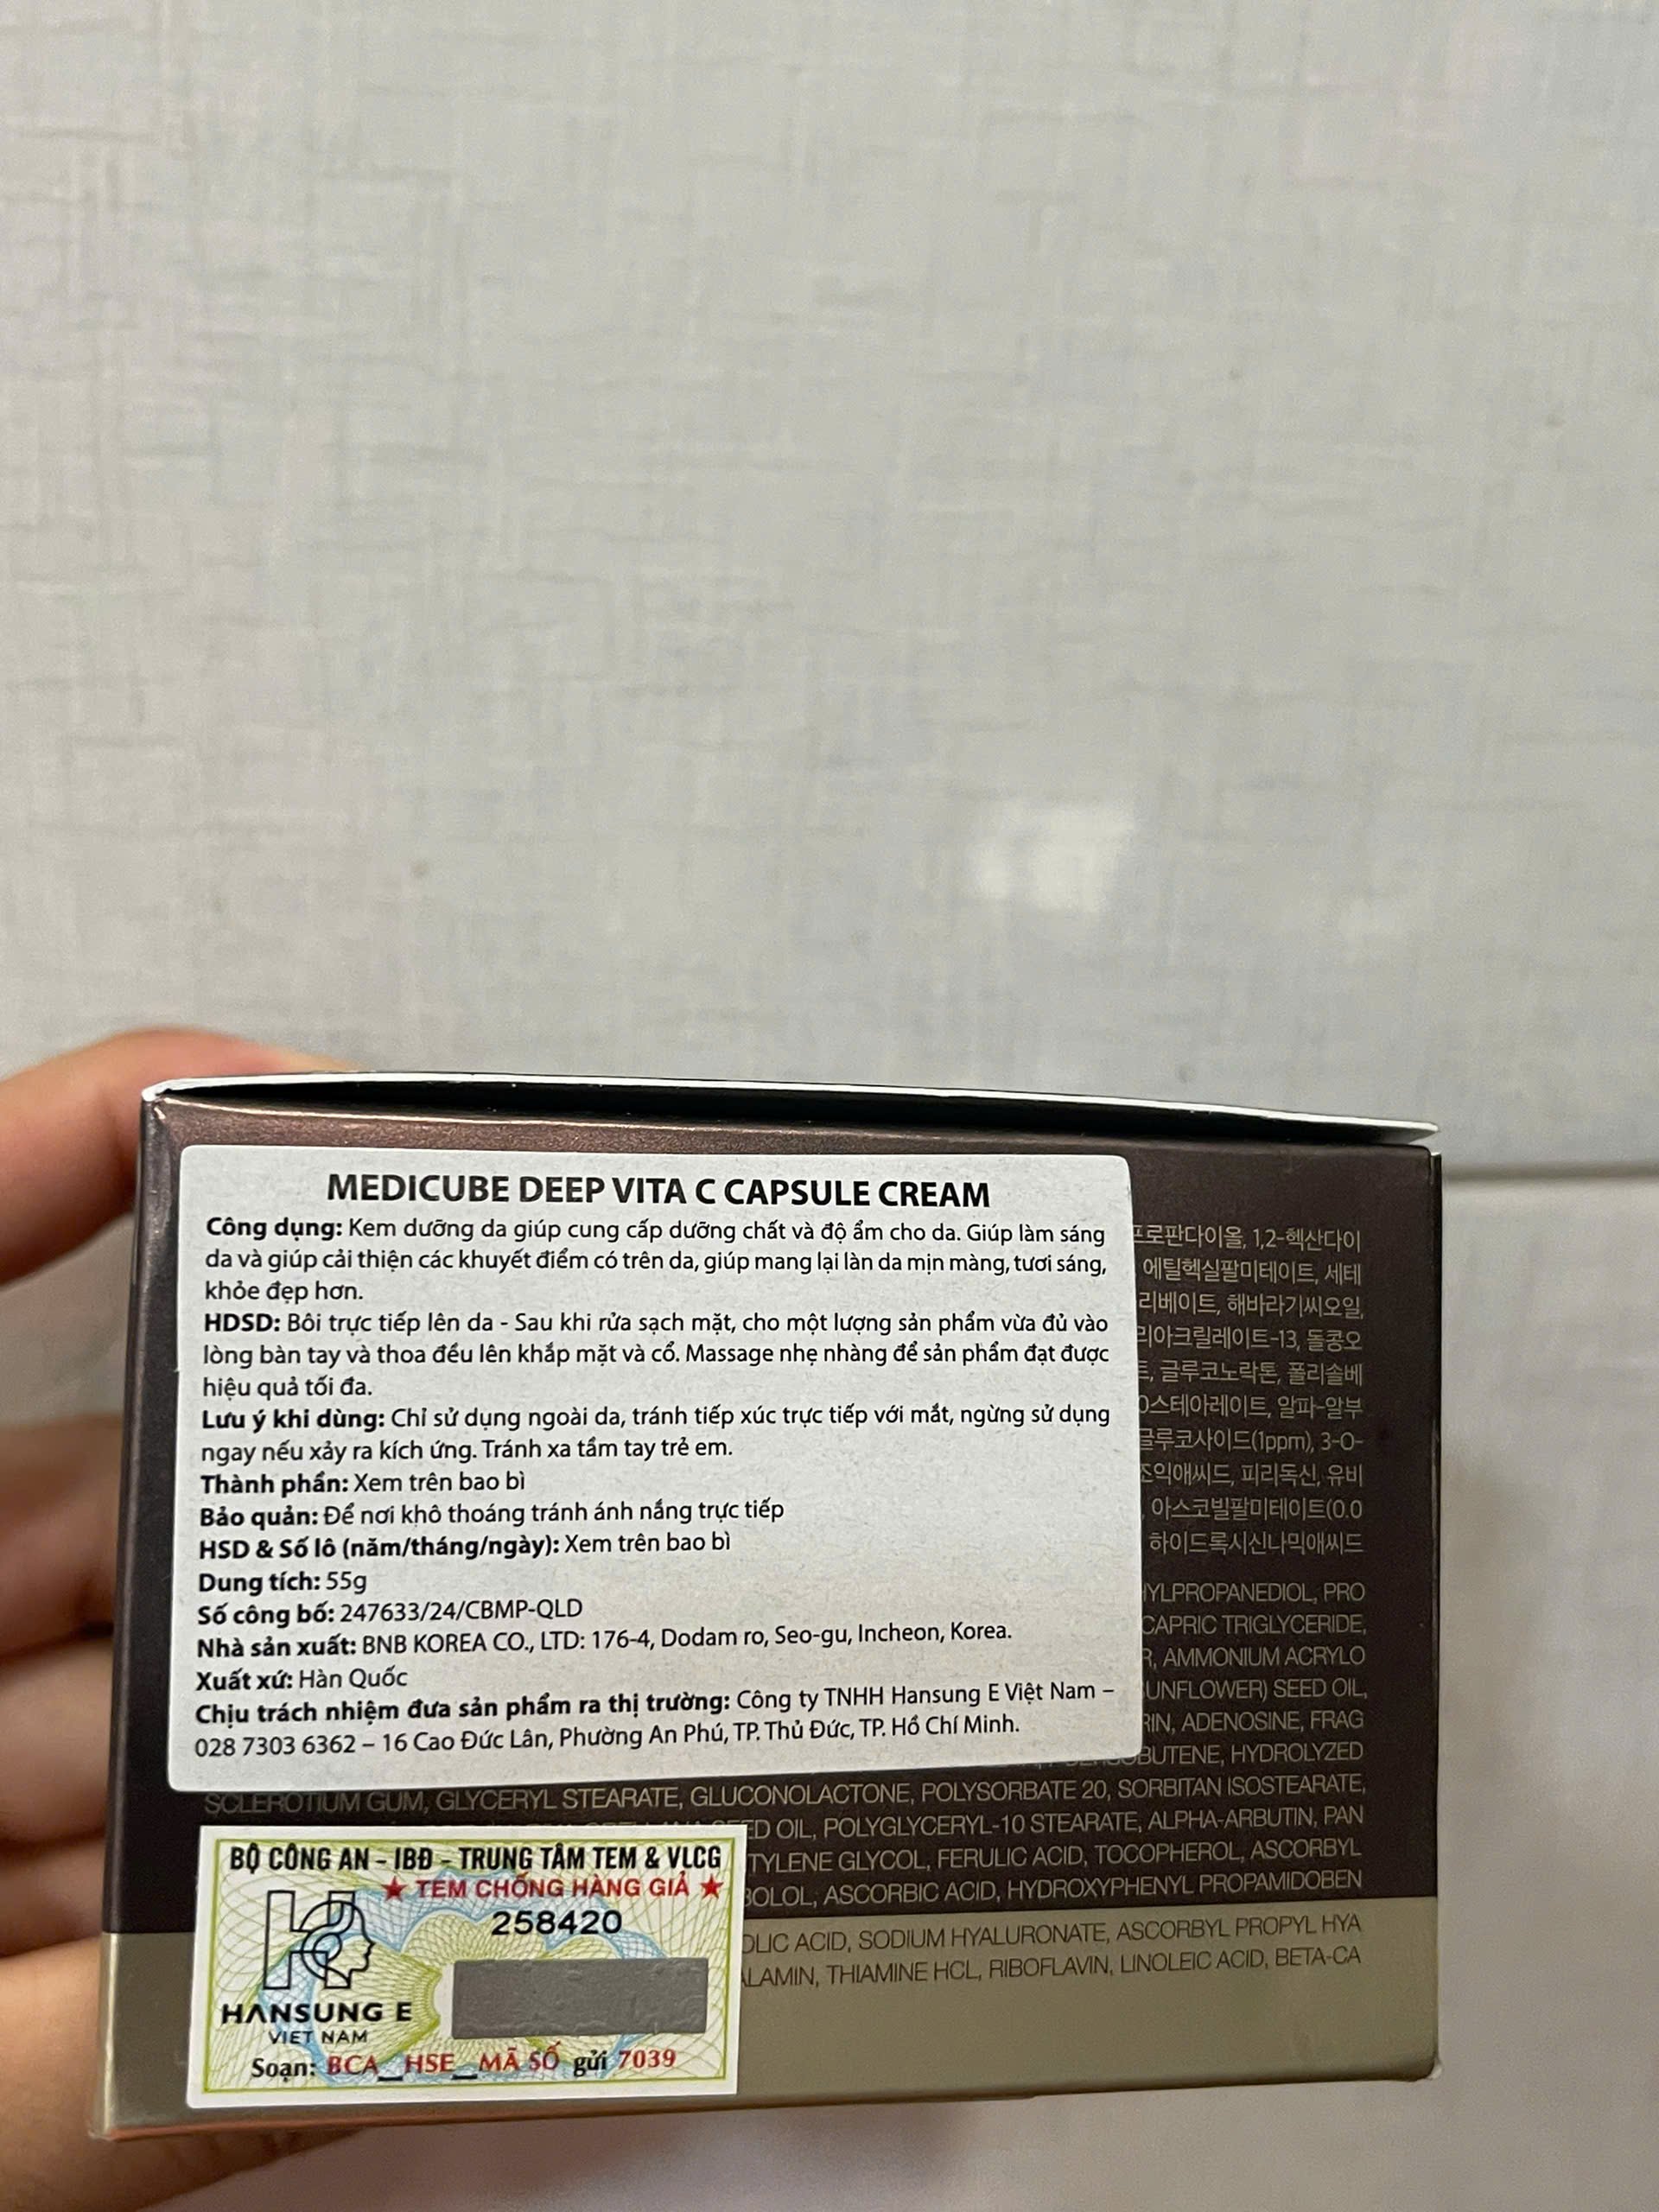 MEDICUBE DEEP VITA C CAPSULE CREAM
Công dụng: Kem dưỡng da giúp cung cấp dưỡng chất và độ ẩm cho da. Giúp làm sáng
da và giúp cải thiện các khuyết điểm có trên da, giúp mang lại làn da mịn màng, tươi sáng,
khỏe đẹp hơn.
HDSD: Bôi trực tiếp lên da - Sau khi rửa sạch mặt, cho một lượng sản phẩm vừa đủ vào
lòng bàn tay và thoa đều lên khắp mặt và cổ. Massage nhẹ nhàng để sản phẩm đạt được
hiệu quả tối đa.
Lưu ý khi dùng: Chỉ sử dụng ngoài da, tránh tiếp xúc trực tiếp với mắt, ngừng sử dụng
ngay nếu xảy ra kích ứng. Tránh xa tầm tay trẻ em.
Thành phần: Xem trên bao bì
Bảo quản: Để nơi khô thoáng tránh ánh nắng trực tiếp
HSD & Số lô (năm/tháng/ngày): Xem trên bao bì
Dung tích: 55g
Số công bố: 247633/24/CBMP-QLD
Nhà sản xuất: BNB KOREA CO., LTD: 176-4, Dodam ro, Seo-gu, Incheon, Korea.
Xuất xứ: Hàn Quốc
Chịu trách nhiệm đưa sản phẩm ra thị trường: Công ty TNHH Hansung E Việt Nam –
028 7303 6362 – 16 Cao Đức Lân, Phường An Phú, TP. Thủ Đức, TP. Hồ Chí Minh.
프로판다이올, 1,2-헥산다이
에틸헥실팔미테이트, 세테
리베이트, 해바라기씨오일,
리아크릴레이트-13, 돌콩오
글루코노락톤, 폴리솔베
스테아레이트, 알파-알부
글루코사이드(1ppm), 3-O-
조익애씨드, 피리독신, 유비
아스코빌팔미테이트(0.0
하이드록시신나믹애씨드
YLPROPANEDIOL, PRO
CAPRIC TRIGLYCERIDE,
R, AMMONIUM ACRYLO
UNFLOWER) SEED OIL,
RIN, ADENOSINE, FRAG
BUTENE, HYDROLYZED
SCLEROTIUM GUM, GLYCERYL STEARATE, GLUCONOLACTONE, POLYSORBATE 20, SORBITAN ISOSTEARATE,
ED OIL, POLYGLYCERYL-10 STEARATE, ALPHA-ARBUTIN, PAN
TYLENE GLYCOL, FERULIC ACID, TOCOPHEROL, ASCORBYL
BOLOL, ASCORBIC ACID, HYDROXYPHENYL PROPAMIDOBEN
OLIC ACID, SODIUM HYALURONATE, ASCORBYL PROPYL HYA
LAMIN, THIAMINE HCL, RIBOFLAVIN, LINOLEIC ACID, BETA-CA
BỘ CÔNG AN - IBĐ - TRUNG TÂM TEM & VLCG
★ TEM CHỐNG HÀNG GIẢ ★
258420
HANSUNG E
VIET NAM
Soạn: BCA_HSE_MÃ SỐ gửi 7039